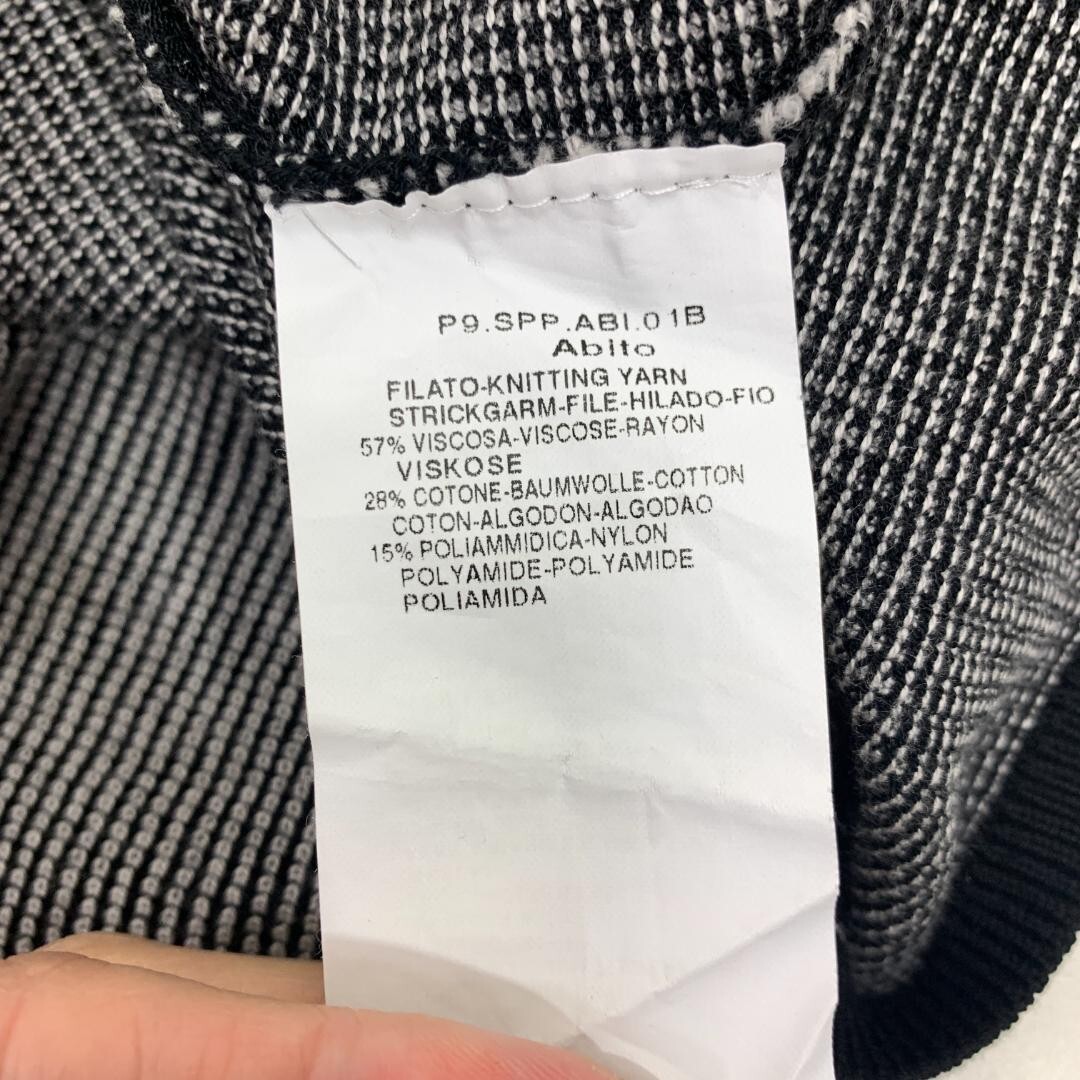 P9.SPP.ABI.01B
Abito
FILATO-KNITTING YARN
STRICKGARM-FILE-HILADO-FIO
57% VISCOSA-VISCOSE-RAYON
VISKOSE
28% COTONE-BAUMWOLLE-COTTON
COTON-ALGODON-ALGODAO
15% POLIAMMIDICA-NYLON
POLYAMIDE-POLYAMIDE
POLIAMIDA